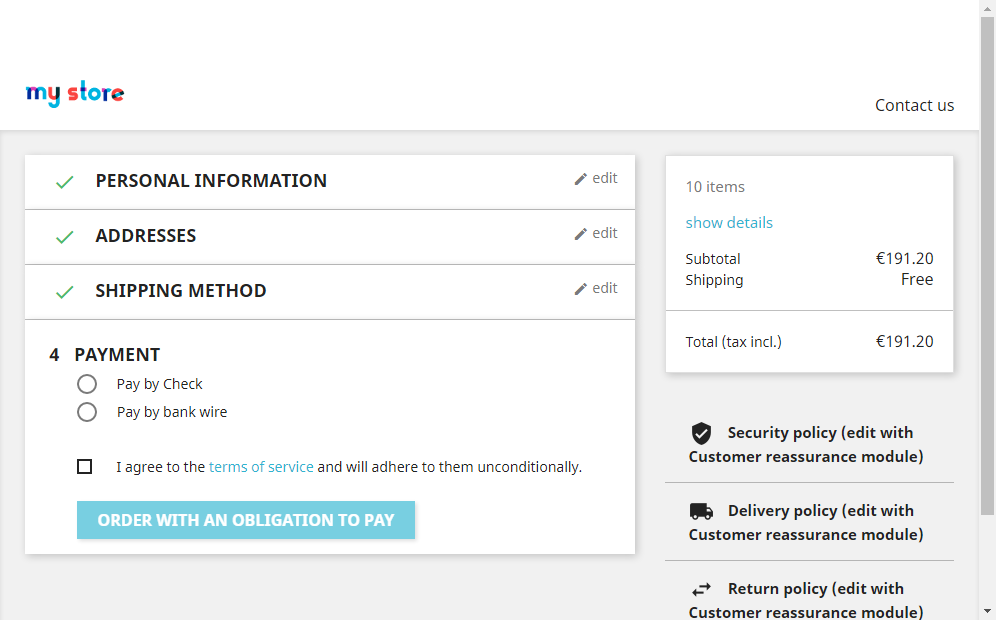 my store
Contact us
PERSONAL INFORMATION
edit
ADDRESSES
edit
SHIPPING METHOD
edit
4 PAYMENT
Pay by Check
Pay by bank wire
I agree to the terms of service and will adhere to them unconditionally.
ORDER WITH AN OBLIGATION TO PAY
10 items
show details
Subtotal €191.20
Shipping Free
Total (tax incl.) €191.20
Security policy (edit with
Customer reassurance module)
Delivery policy (edit with
Customer reassurance module)
Return policy (edit with
Customer reassurance module)